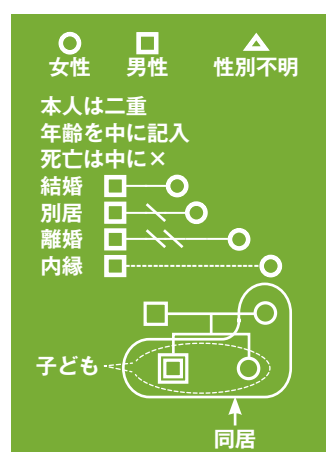 女性 男性 性別不明
本人は二重
年齢を中に記入
死亡は中に×
結婚
別居
離婚
内縁
子ども
同居